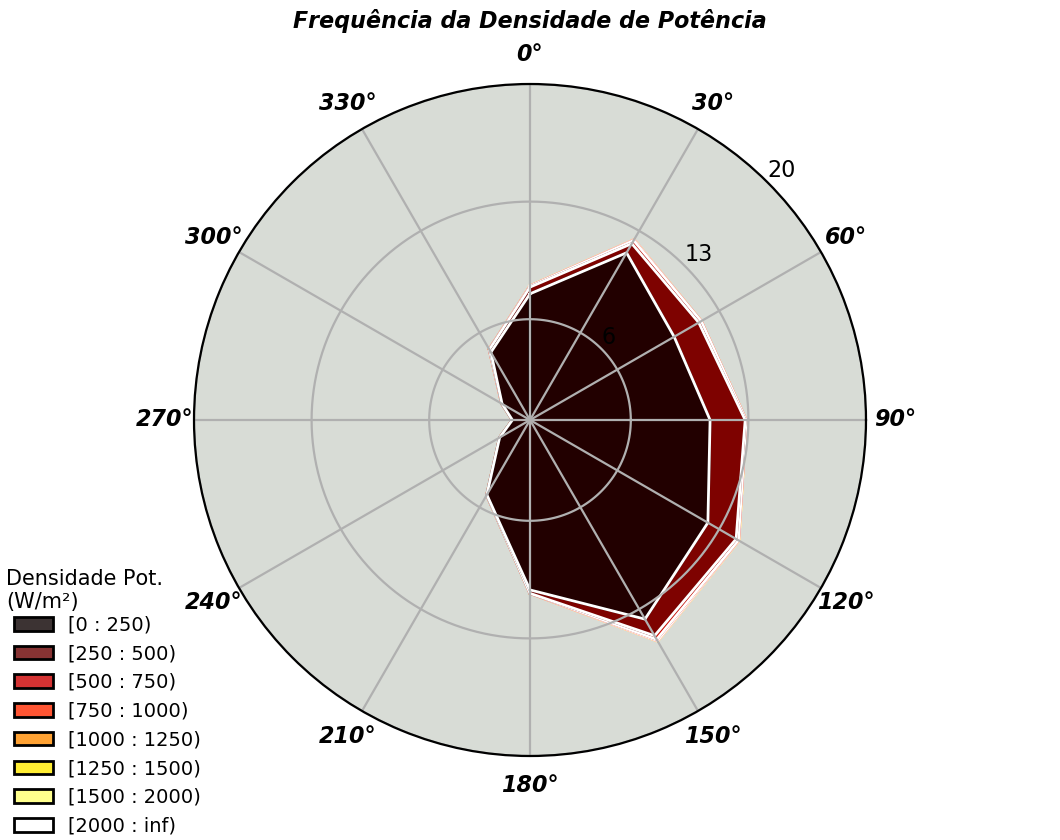 Frequência da Densidade de Potência
0°
330°
30°
20
300°
60°
13
6
270°
90°
240°
120°
210°
150°
180°
Densidade Pot.
(W/m²)
[0 : 250)
[250 : 500)
[500 : 750)
[750 : 1000)
[1000 : 1250)
[1250 : 1500)
[1500 : 2000)
[2000 : inf)